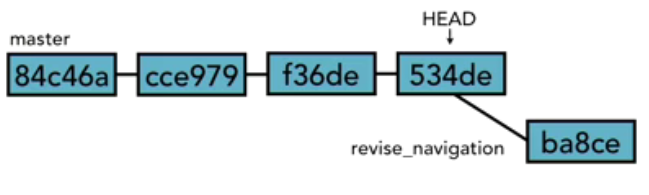 HEAD
master
84c46a
cce979
f36de
534de
revise_navigation
ba8ce